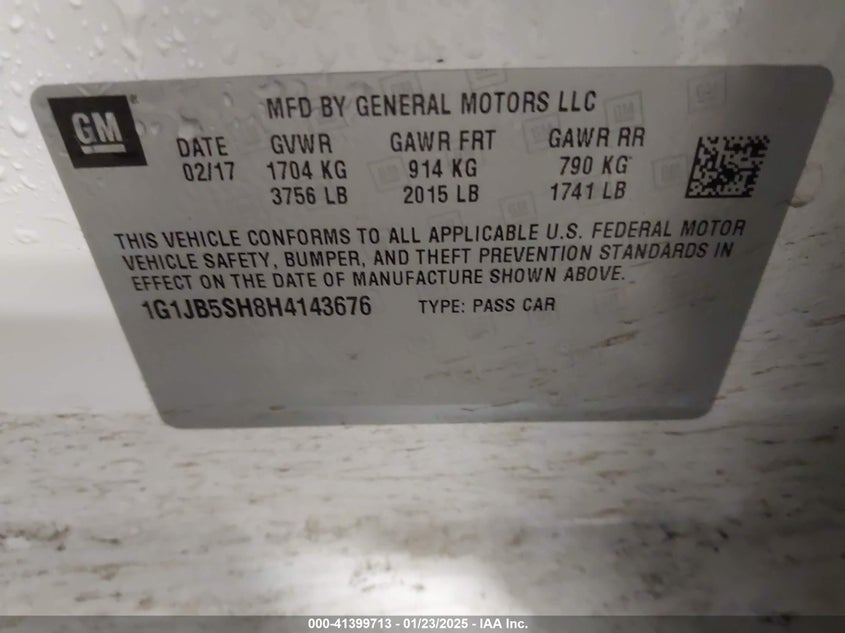 GM
MFD BY GENERAL MOTORS LLC
DATE GVWR GAWR FRT GAWR RR
02/17 1704 KG 914 KG 790 KG
3756 LB 2015 LB 1741 LB
THIS VEHICLE CONFORMS TO ALL APPLICABLE U.S. FEDERAL MOTOR
VEHICLE SAFETY, BUMPER, AND THEFT PREVENTION STANDARDS IN
EFFECT ON THE DATE OF MANUFACTURE SHOWN ABOVE.
1G1JB5SH8H4143676 TYPE: PASS CAR
000-41399713 - 01/23/2025 - IAA Inc.